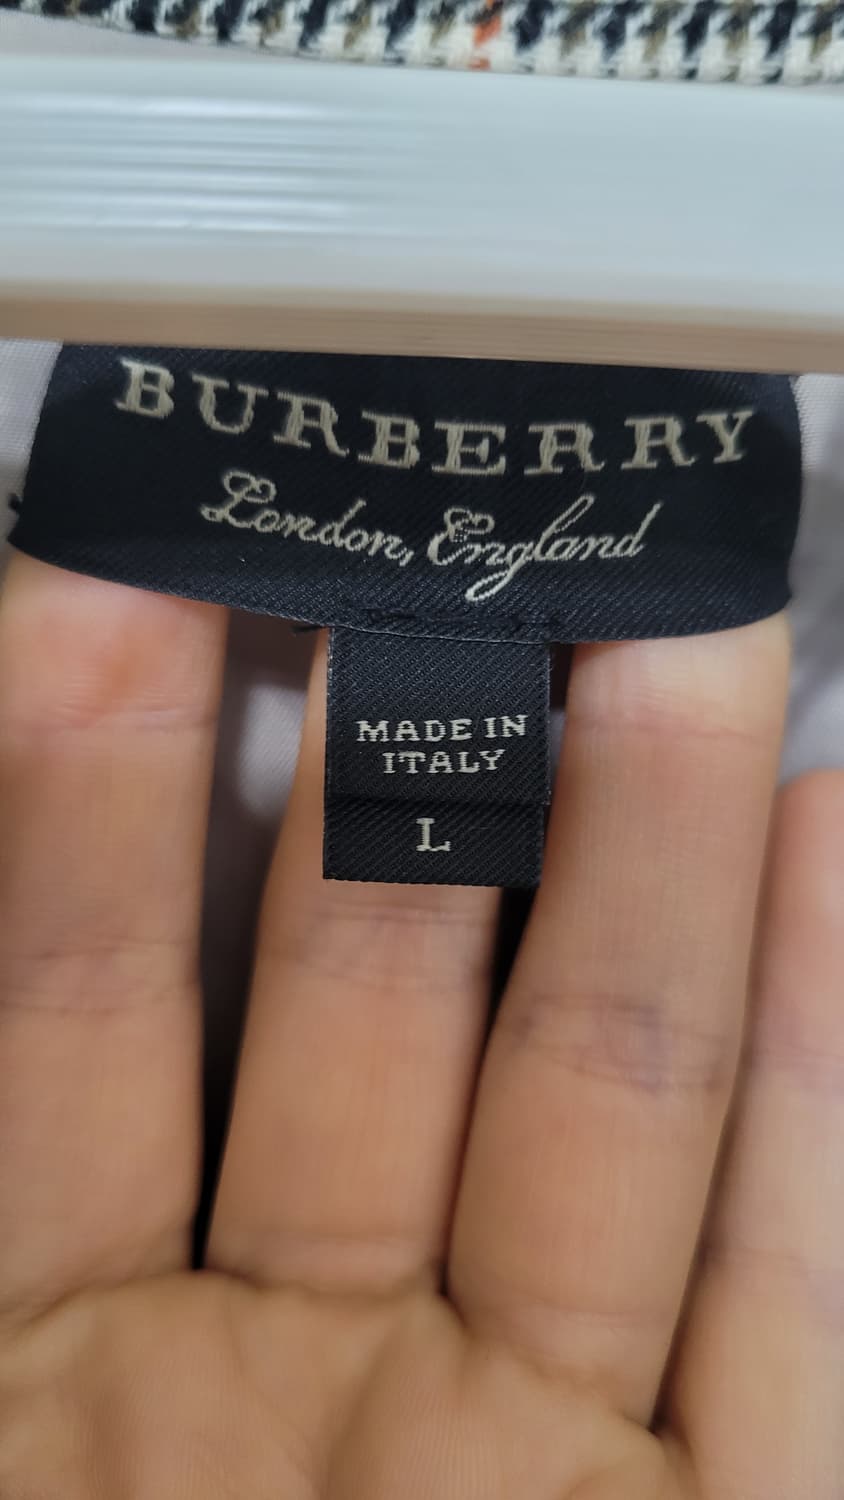 BURBERRY
London, England
MADE IN
ITALY
L